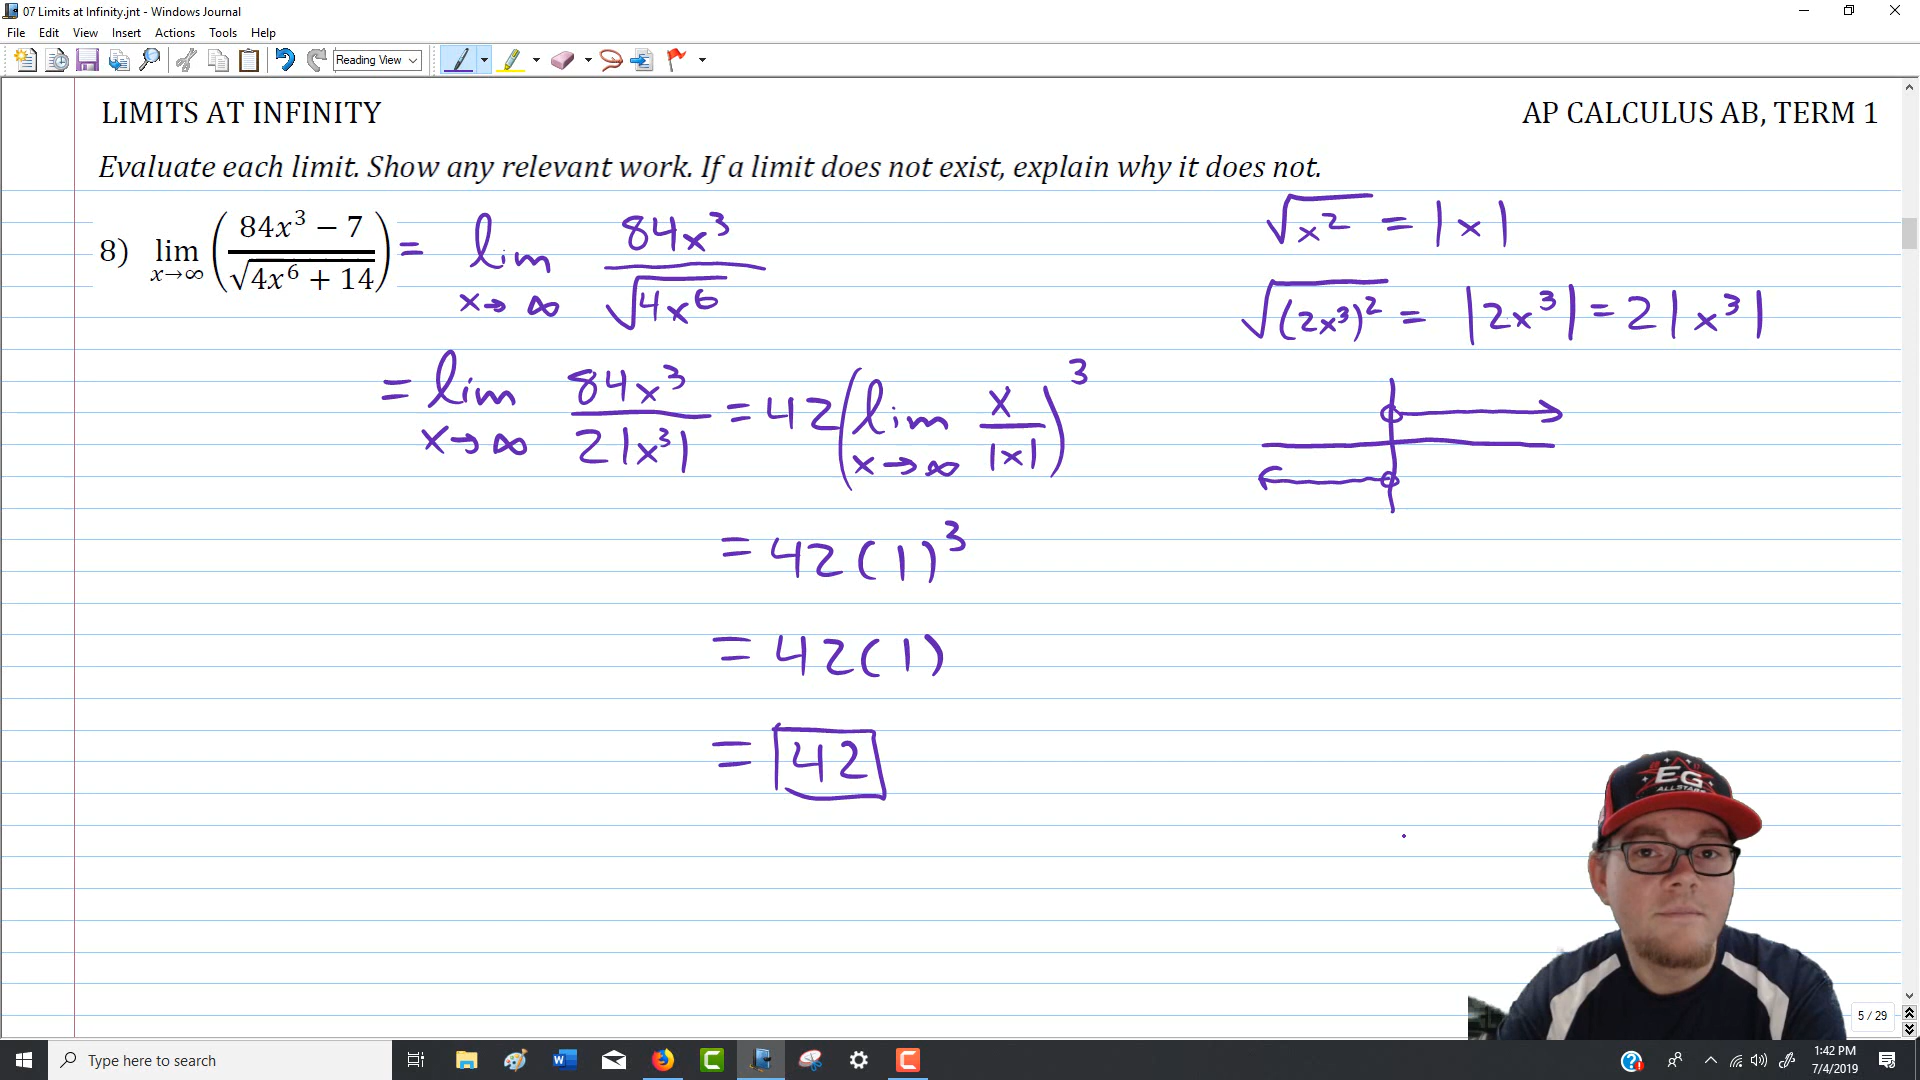 07 Limits at Infinity.jnt - Windows Journal
File Edit View Insert Actions Tools Help
Reading View
LIMITS AT INFINITY
AP CALCULUS AB, TERM 1
Evaluate each limit. Show any relevant work. If a limit does not exist, explain why it does not.
8) lim x→∞ ((84x³ − 7)/√(4x⁶ + 14)) = lim x→∞ 84x³/√(4x⁶)
= lim x→∞ 84x³/(2|x³|) = 42(lim x→∞ x/|x|)³
= 42(1)³
= 42(1)
= 42
√(x²) = |x|
√((2x³)²) = |2x³| = 2|x³|
EG
ALLSTARS
5 / 29
Type here to search
1:42 PM
7/4/2019